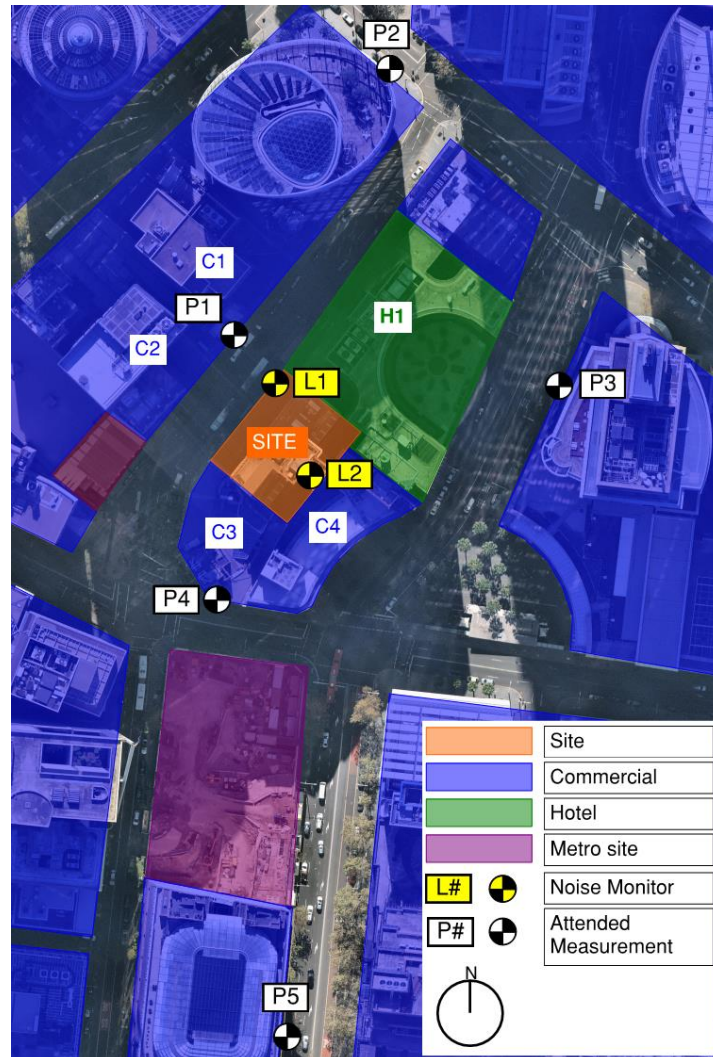 P2
C1
P1
H1
C2
L1
P3
SITE
L2
C3
C4
P4
Site
Commercial
Hotel
Metro site
L#
Noise Monitor
P#
Attended
Measurement
N
P5